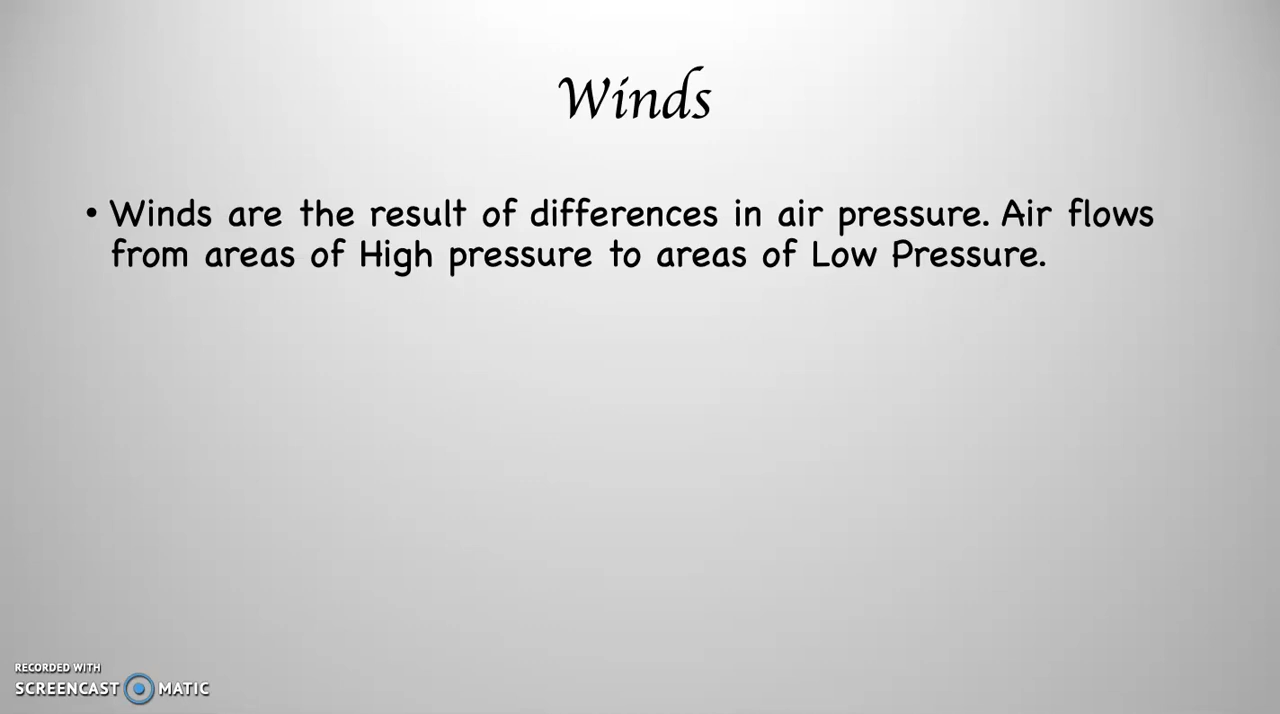 Winds
• Winds are the result of differences in air pressure. Air flows
from areas of High pressure to areas of Low Pressure.
RECORDED WITH
SCREENCAST MATIC